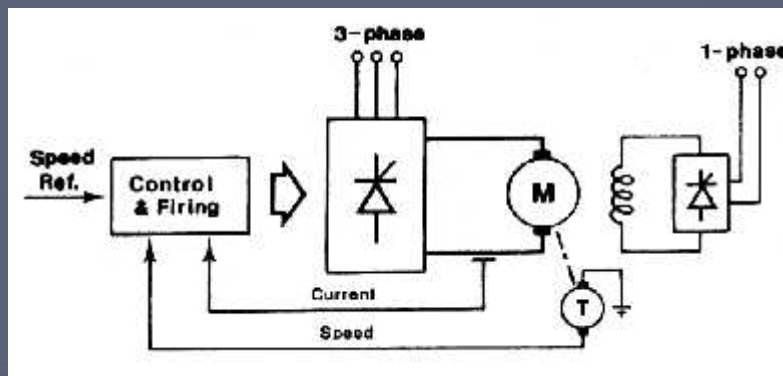 3-phase
1-phase
Speed
Ref.
Control
& Firing
M
Current
T
Speed